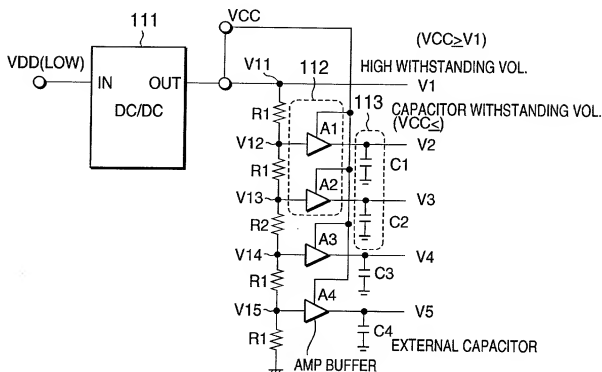 111
VCC
(VCC≥V1)
VDD(LOW)
IN
OUT
DC/DC
V11
112
HIGH WITHSTANDING VOL.
V1
R1
A1
113
CAPACITOR WITHSTANDING VOL.
(VCC≤)
V12
V2
R1
A2
C1
V13
V3
R2
A3
C2
V14
V4
R1
A4
C3
V15
V5
R1
C4
EXTERNAL CAPACITOR
AMP BUFFER